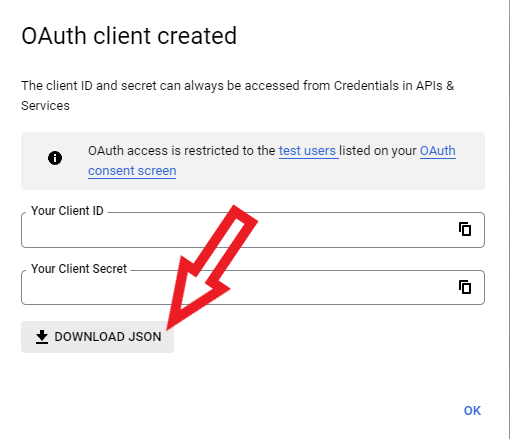 OAuth client created
The client ID and secret can always be accessed from Credentials in APIs &
Services
OAuth access is restricted to the test users listed on your OAuth
consent screen
Your Client ID
Your Client Secret
DOWNLOAD JSON
OK